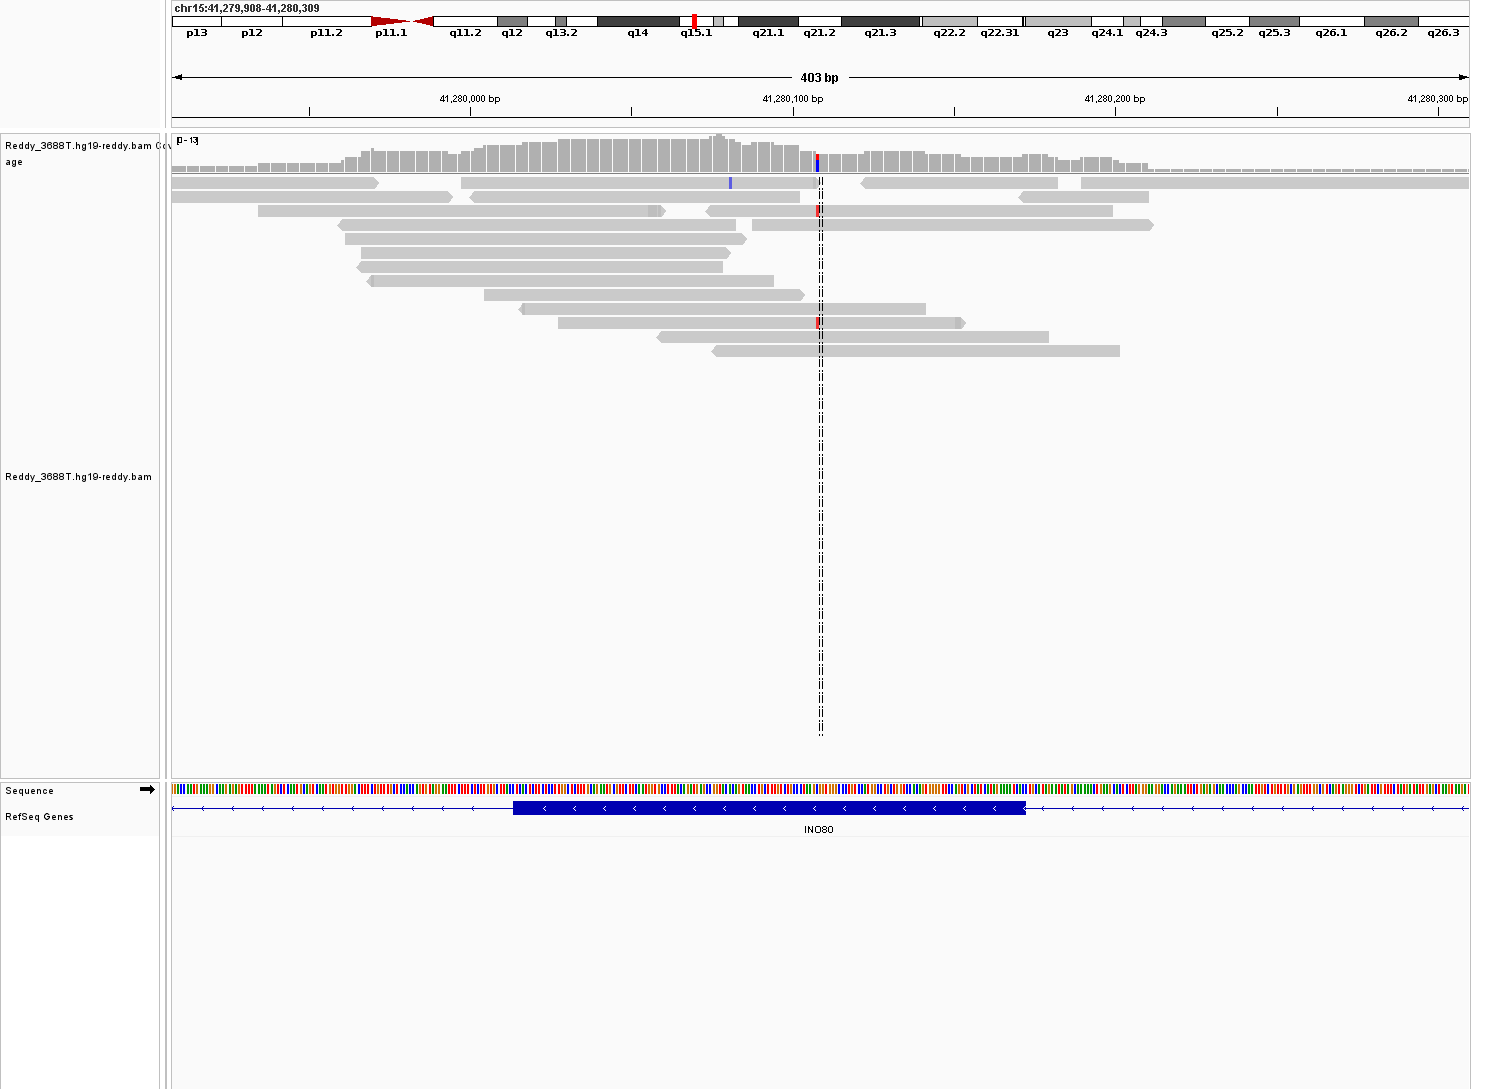 chr15:41,279,908-41,280,309
p13 p12 p11.2 p11.1 q11.2 q12 q13.2 q14 q15.1 q21.1 q21.2 q21.3 q22.2 q22.31 q23 q24.1 q24.3 q25.2 q25.3 q26.1 q26.2 q26.3
403 bp
41,280,000 bp 41,280,100 bp 41,280,200 bp 41,280,300 bp
[0 - 13]
Reddy_3688T.hg19-reddy.bam Cov
age
Reddy_3688T.hg19-reddy.bam
Sequence
RefSeq Genes
INO80